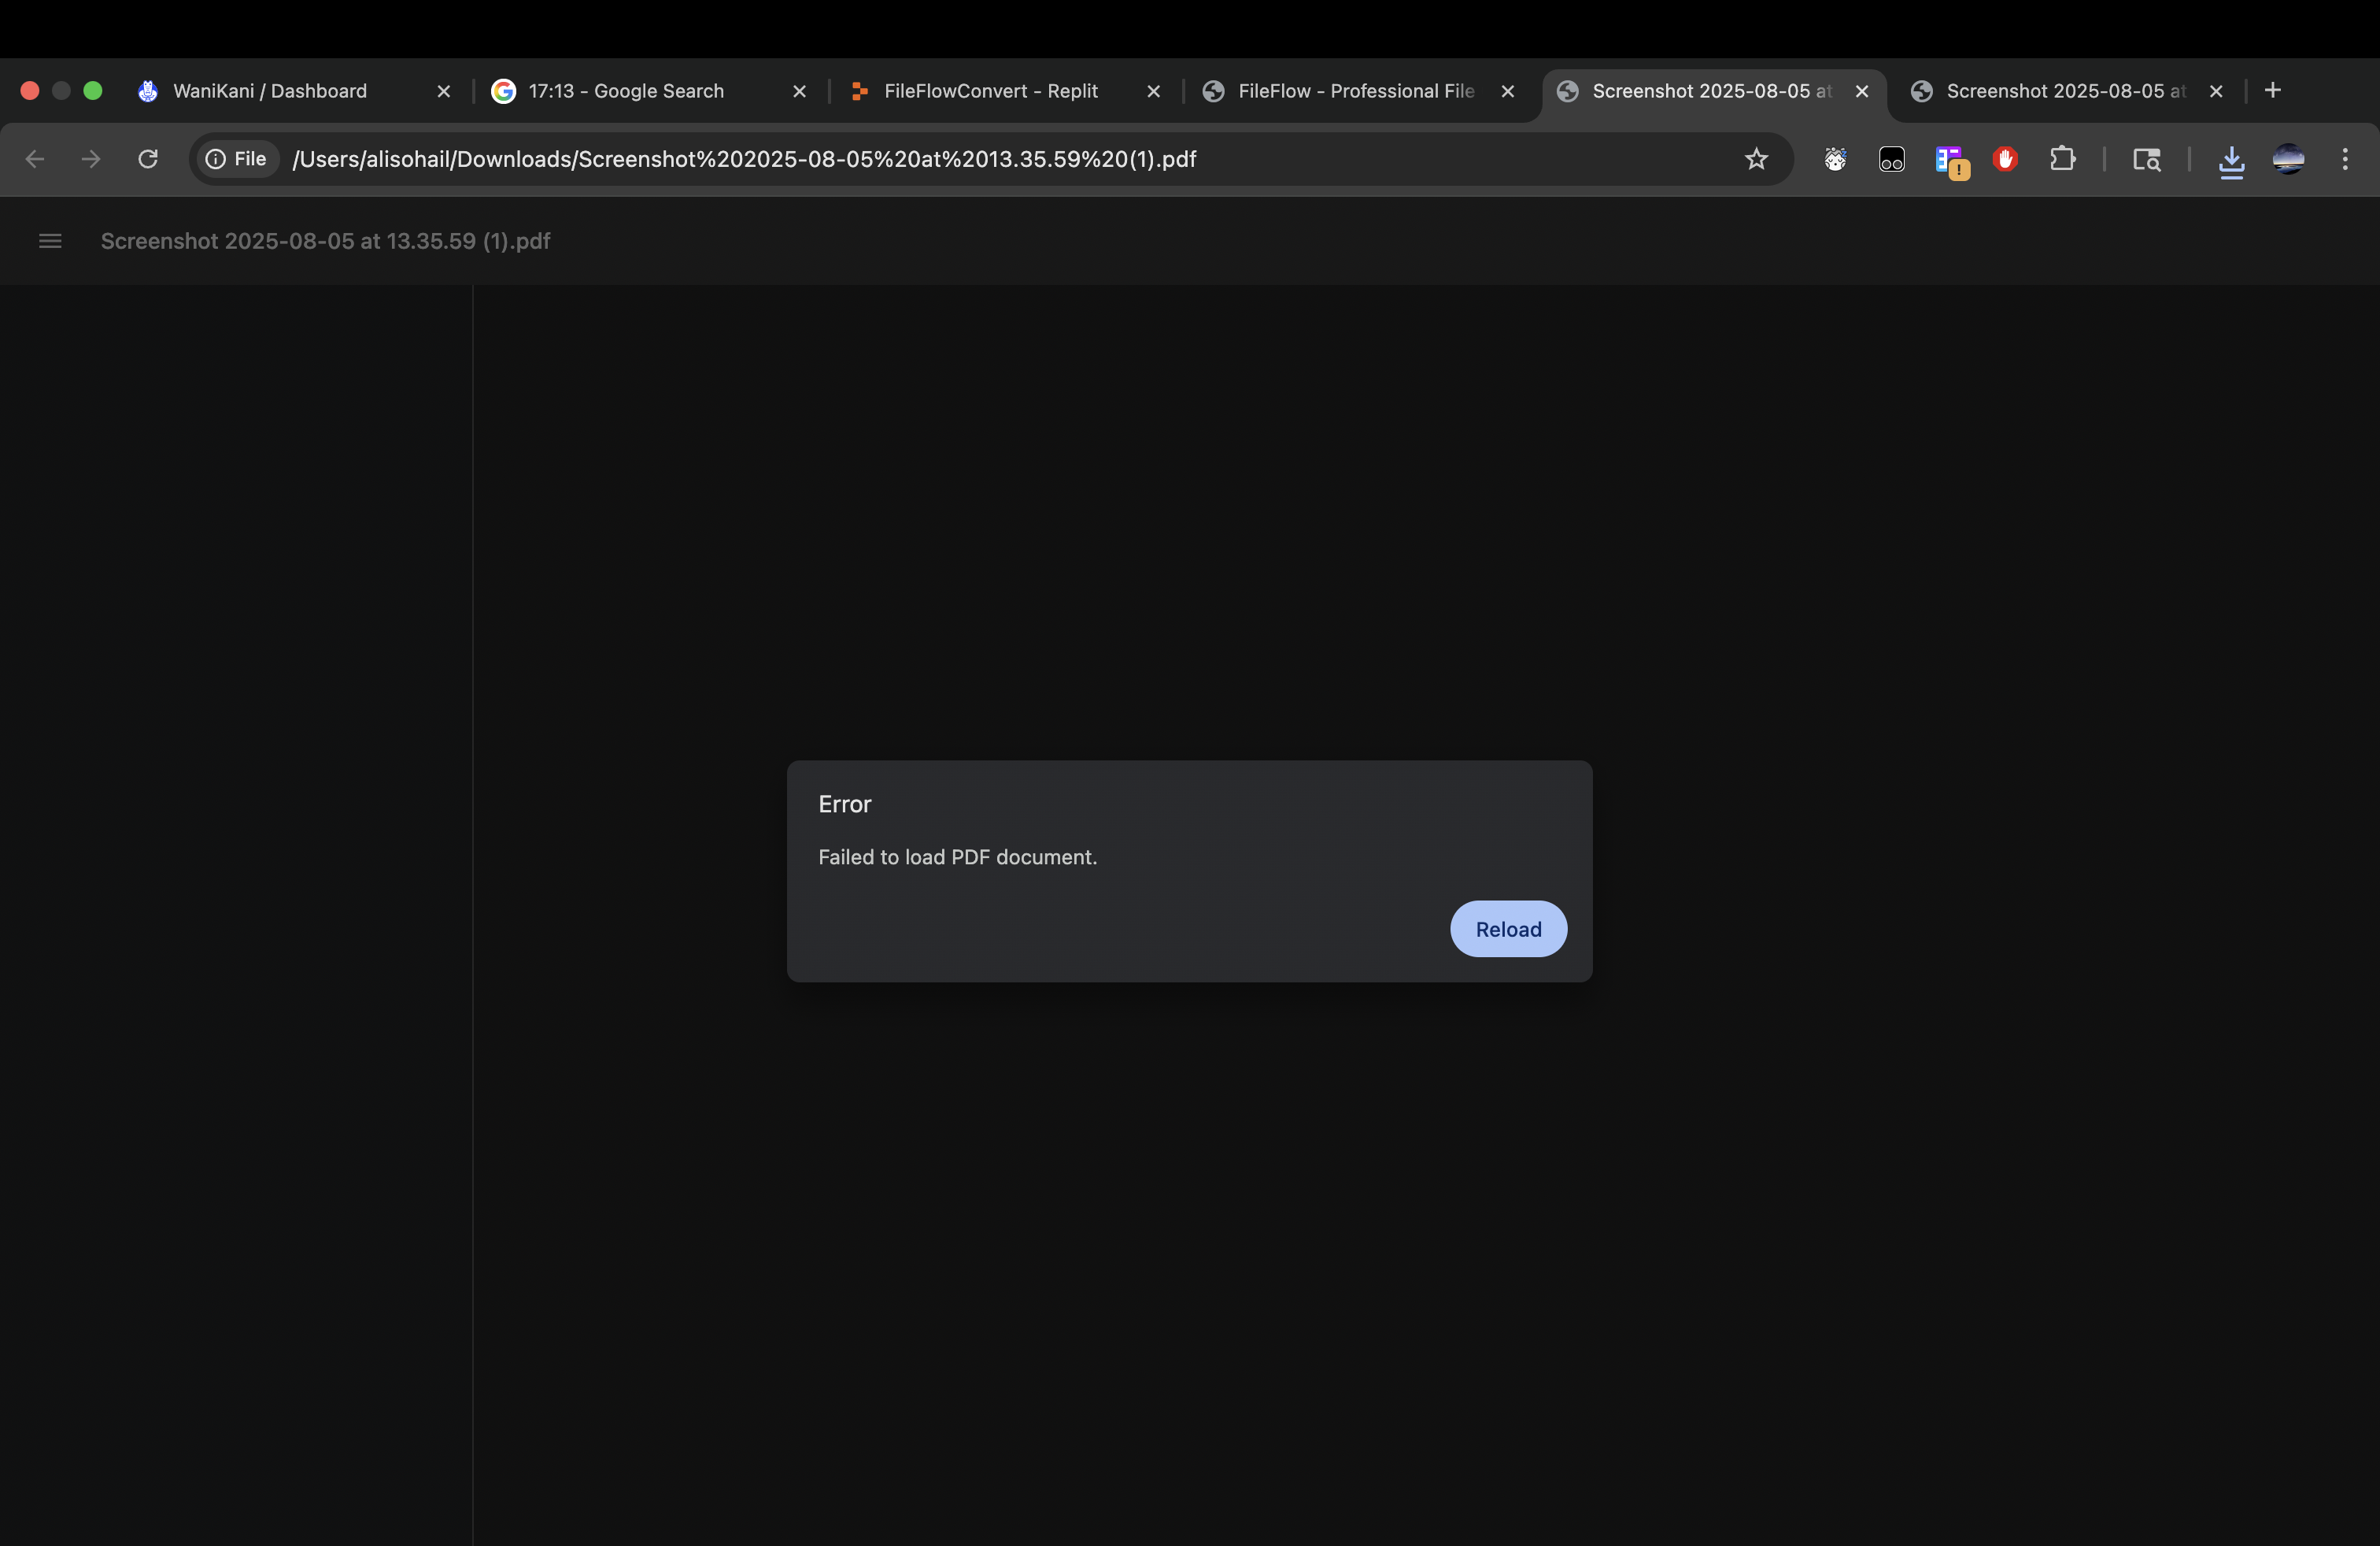 WaniKani / Dashboard
17:13 - Google Search
FileFlowConvert - Replit
FileFlow - Professional File
Screenshot 2025-08-05 at
Screenshot 2025-08-05 at
File
/Users/alisohail/Downloads/Screenshot%202025-08-05%20at%2013.35.59%20(1).pdf
Screenshot 2025-08-05 at 13.35.59 (1).pdf
Error
Failed to load PDF document.
Reload